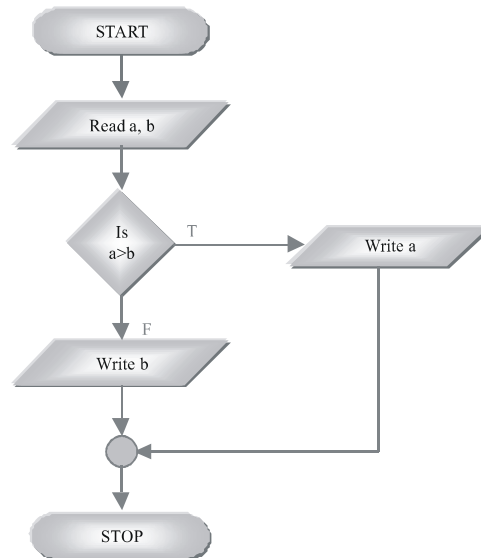 START
Read a, b
Is
a>b
T
Write a
F
Write b
STOP